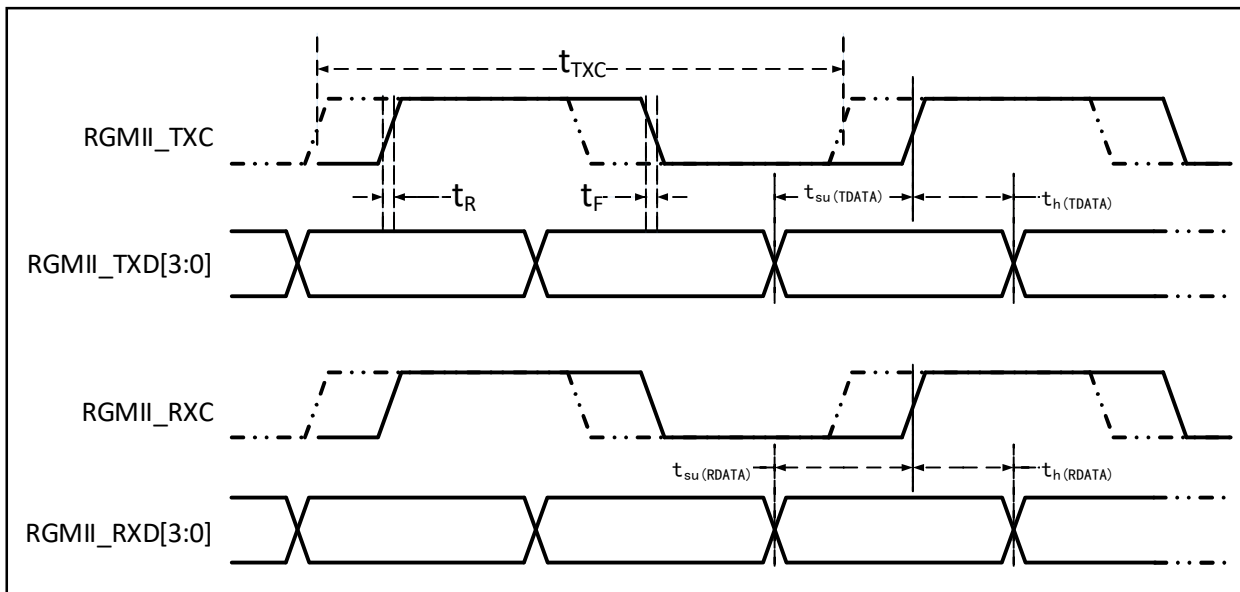 tTXC
RGMII_TXC
tR
tF
tsu(TDATA)
th(TDATA)
RGMII_TXD[3:0]
RGMII_RXC
tsu(RDATA)
th(RDATA)
RGMII_RXD[3:0]